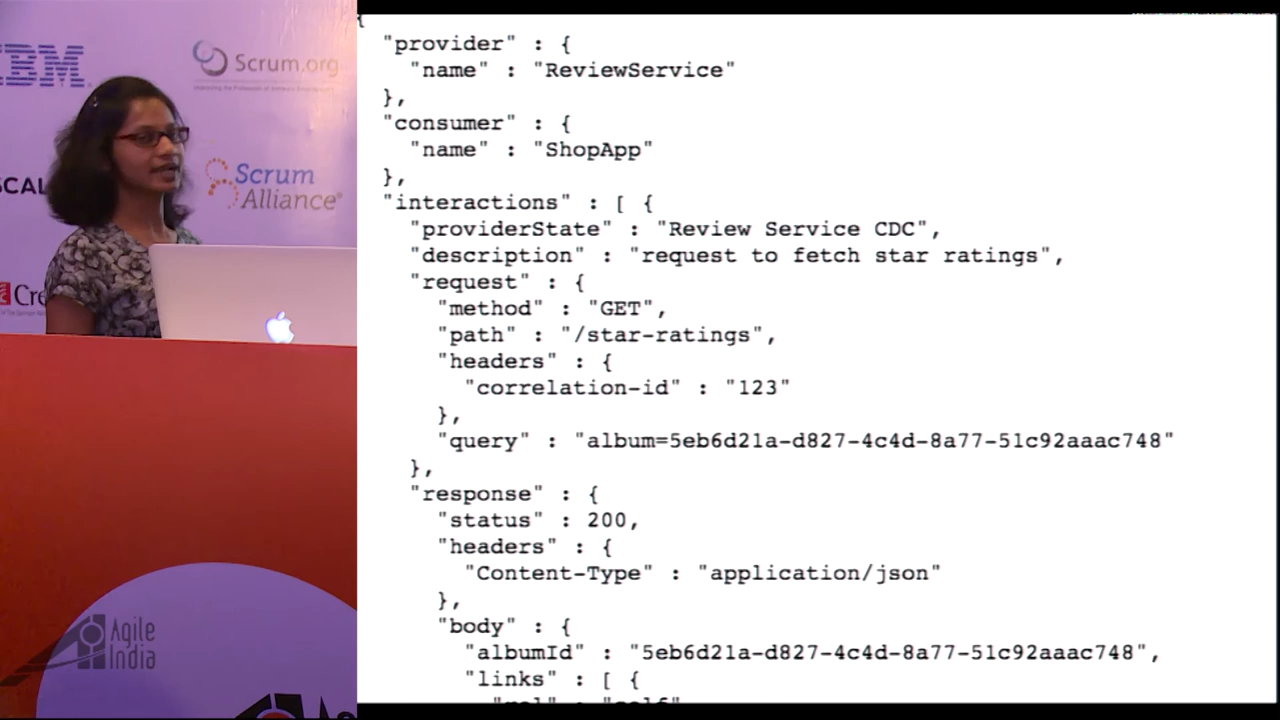 IBM
Scrum.org
SCAL
Scrum
Alliance®
Cre
Agile
India
{
"provider" : {
"name" : "ReviewService"
},
"consumer" : {
"name" : "ShopApp"
},
"interactions" : [ {
"providerState" : "Review Service CDC",
"description" : "request to fetch star ratings",
"request" : {
"method" : "GET",
"path" : "/star-ratings",
"headers" : {
"correlation-id" : "123"
},
"query" : "album=5eb6d21a-d827-4c4d-8a77-51c92aaac748"
},
"response" : {
"status" : 200,
"headers" : {
"Content-Type" : "application/json"
},
"body" : {
"albumId" : "5eb6d21a-d827-4c4d-8a77-51c92aaac748",
"links" : [ {